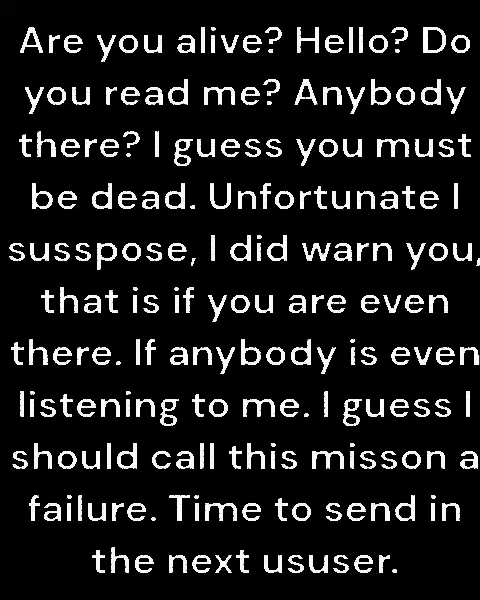 Are you alive? Hello? Do
you read me? Anybody
there? I guess you must
be dead. Unfortunate I
susspose, I did warn you,
that is if you are even
there. If anybody is even
listening to me. I guess I
should call this misson a
failure. Time to send in
the next ususer.